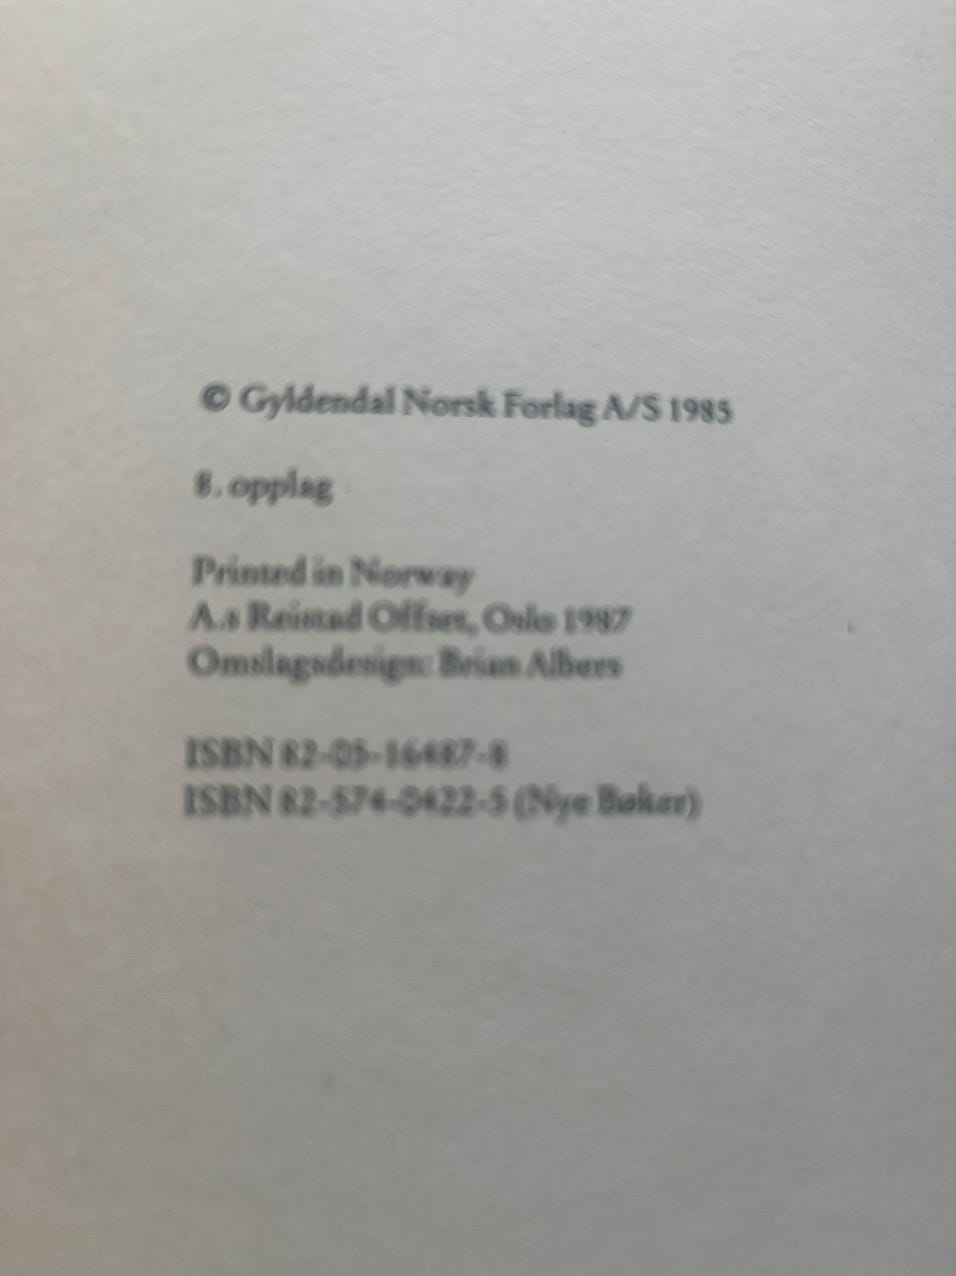 © Gyldendal Norsk Forlag A/S 1985
8. opplag
Printed in Norway
A.s Reistad Offset, Oslo 1987
Omslagsdesign: Brian Albers
ISBN 82-05-16487-8
ISBN 82-574-0422-5 (Nye Bøker)